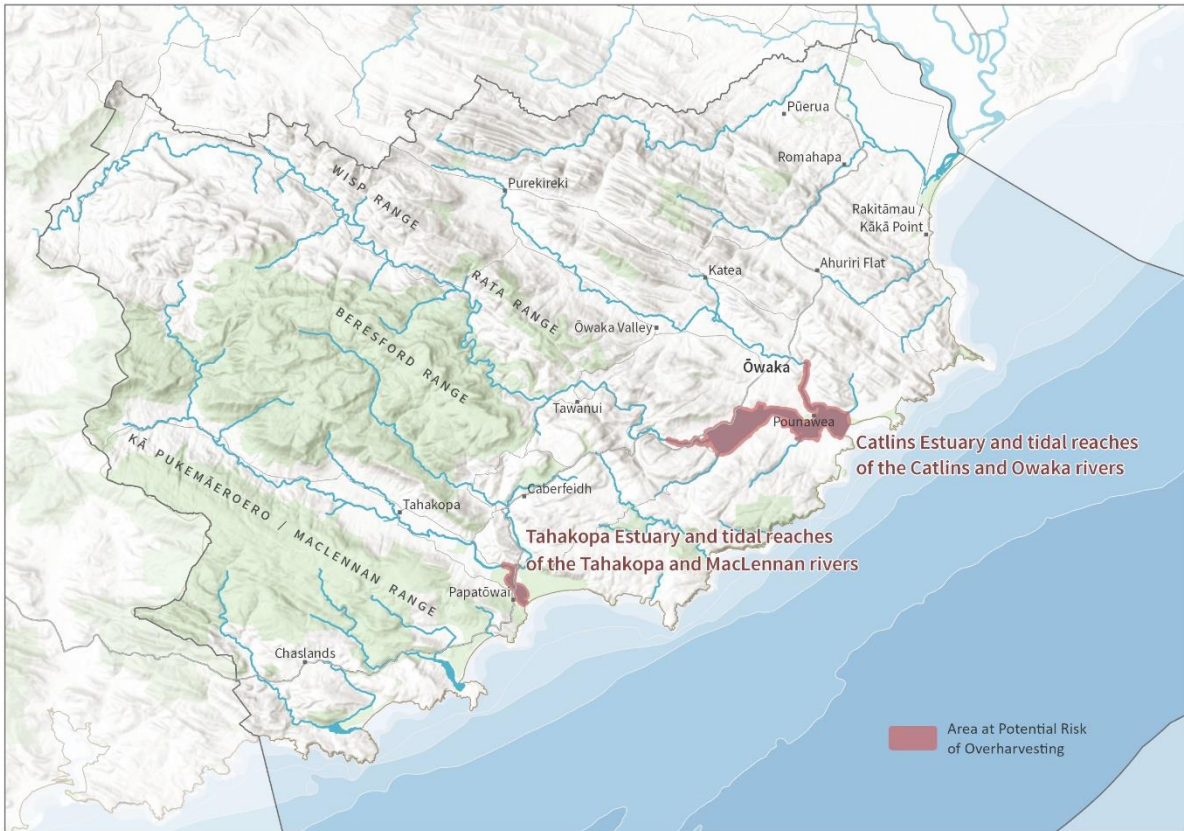 Pūerua
Romahapa
WISP RANGE
Purekireki
Rakitāmau /
Kākā Point
RATA RANGE
Katea
Ahuriri Flat
BERESFORD RANGE
Ōwaka Valley
Ōwaka
Tawanui
Pounawea
Catlins Estuary and tidal reaches
of the Catlins and Owaka rivers
KĀ PUKEMĀEROERO / MACLENNAN RANGE
Caberfeidh
Tahakopa
Tahakopa Estuary and tidal reaches
of the Tahakopa and MacLennan rivers
Papatōwai
Chaslands
Area at Potential Risk
of Overharvesting